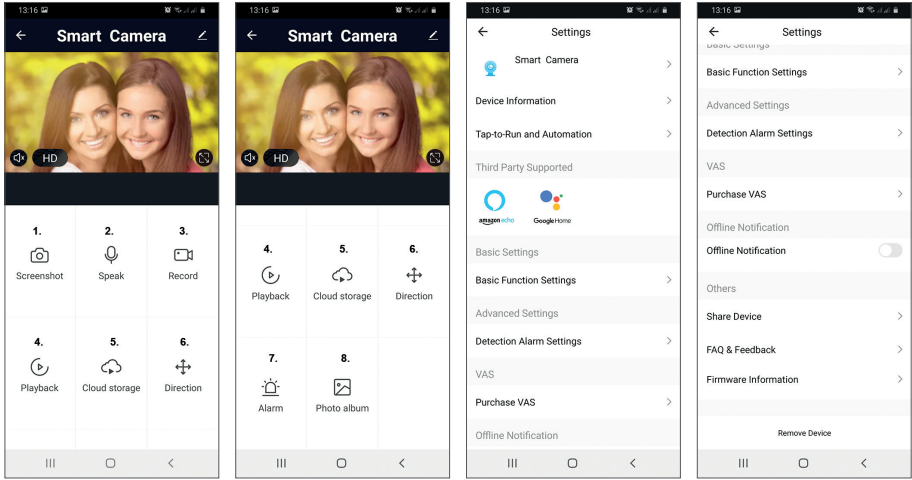 13:16
Smart Camera
HD
1.
2.
3.
Screenshot
Speak
Record
4.
5.
6.
Playback
Cloud storage
Direction
13:16
Smart Camera
HD
4.
5.
6.
Playback
Cloud storage
Direction
7.
8.
Alarm
Photo album
13:16
Settings
Smart Camera
Device Information
Tap-to-Run and Automation
Third Party Supported
amazon echo
Google Home
Basic Settings
Basic Function Settings
Advanced Settings
Detection Alarm Settings
VAS
Purchase VAS
Offline Notification
13:16
Settings
Basic Settings
Basic Function Settings
Advanced Settings
Detection Alarm Settings
VAS
Purchase VAS
Offline Notification
Offline Notification
Others
Share Device
FAQ & Feedback
Firmware Information
Remove Device